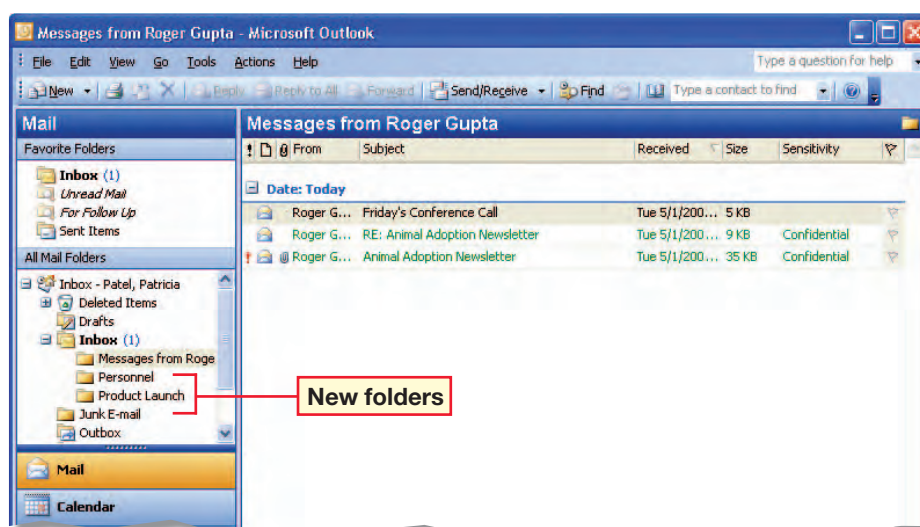 Messages from Roger Gupta - Microsoft Outlook
File Edit View Go Tools Actions Help Type a question for help
New Reply Reply to All Forward Send/Receive Find Type a contact to find
Mail
Messages from Roger Gupta
Favorite Folders
! From Subject Received Size Sensitivity
Inbox (1)
Unread Mail
For Follow Up
Sent Items
Date: Today
Roger G... Friday's Conference Call Tue 5/1/200... 5 KB
Roger G... RE: Animal Adoption Newsletter Tue 5/1/200... 9 KB Confidential
! Roger G... Animal Adoption Newsletter Tue 5/1/200... 35 KB Confidential
All Mail Folders
Inbox - Patel, Patricia
Deleted Items
Drafts
Inbox (1)
Messages from Roge
Personnel
Product Launch
Junk E-mail
Outbox
New folders
Mail
Calendar